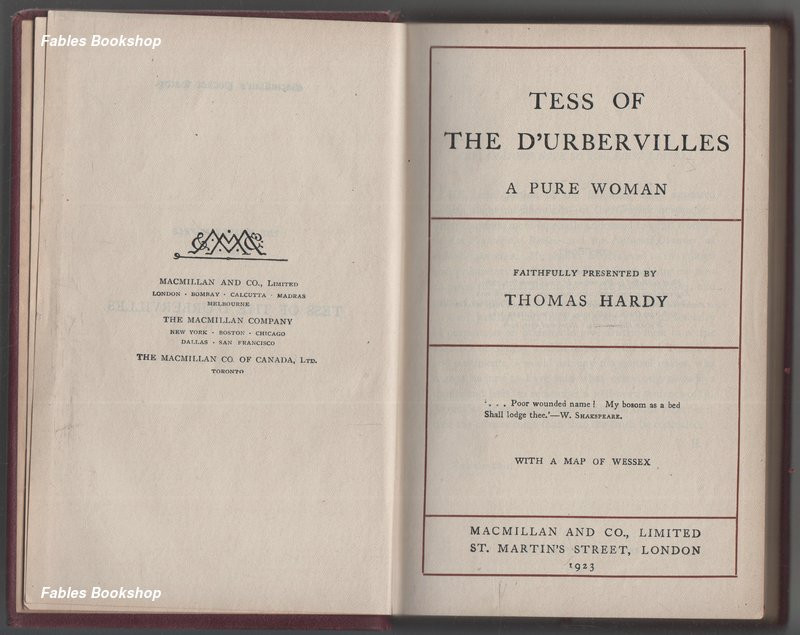 Fables Bookshop
MACMILLAN AND CO., LIMITED
LONDON · BOMBAY · CALCUTTA · MADRAS
MELBOURNE
THE MACMILLAN COMPANY
NEW YORK · BOSTON · CHICAGO
DALLAS · SAN FRANCISCO
THE MACMILLAN CO. OF CANADA, LTD.
TORONTO
Fables Bookshop
TESS OF
THE D'URBERVILLES
A PURE WOMAN
FAITHFULLY PRESENTED BY
THOMAS HARDY
'. . . Poor wounded name! My bosom as a bed
Shall lodge thee.'—W. SHAKSPEARE.
WITH A MAP OF WESSEX
MACMILLAN AND CO., LIMITED
ST. MARTIN'S STREET, LONDON
1923